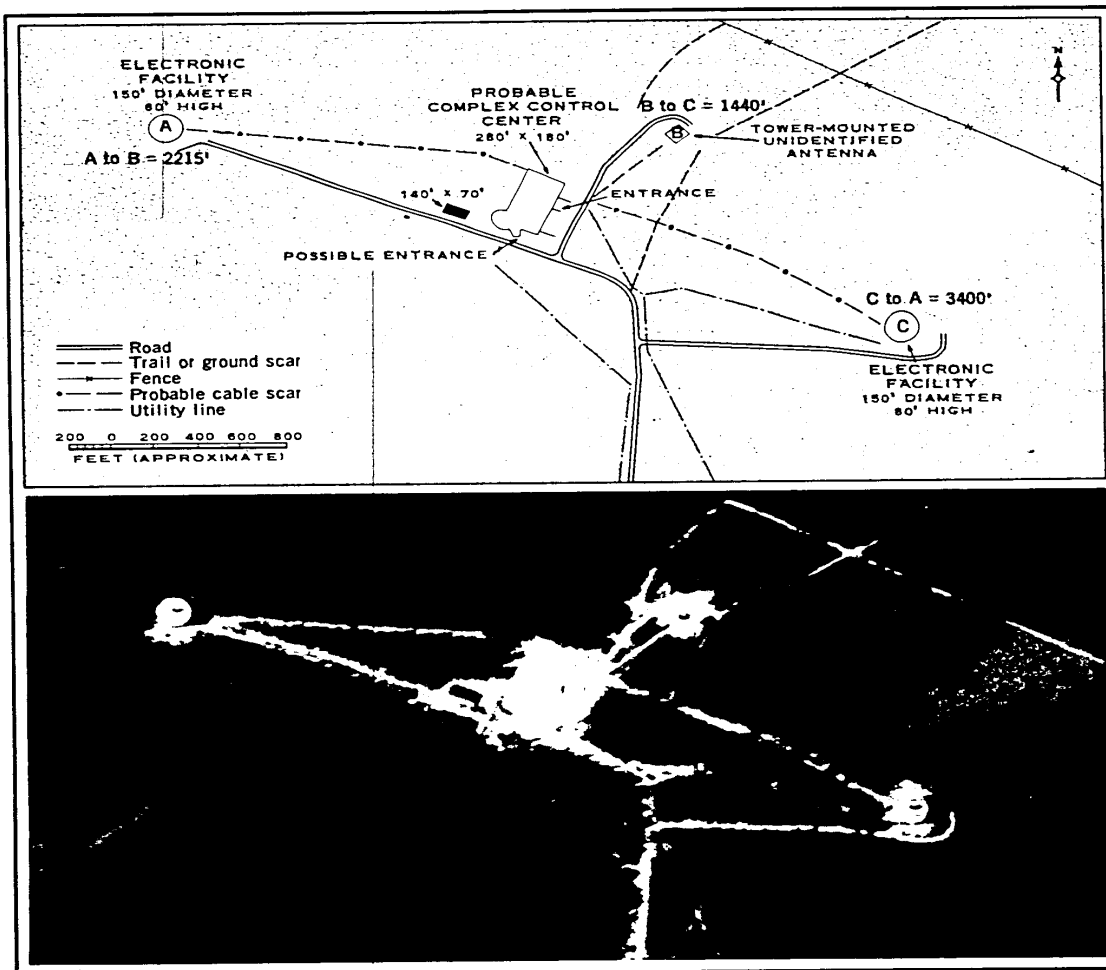 ELECTRONIC
FACILITY
150' DIAMETER
60' HIGH
A
A to B = 2215'
PROBABLE
COMPLEX CONTROL
CENTER
280' X 180'
B to C = 1440'
B
TOWER-MOUNTED
UNIDENTIFIED
ANTENNA
N
140' X 70'
ENTRANCE
POSSIBLE ENTRANCE
C to A = 3400'
C
ELECTRONIC
FACILITY
150' DIAMETER
60' HIGH
Road
Trail or ground scar
Fence
Probable cable scar
Utility line
200 0 200 400 600 800
FEET (APPROXIMATE)